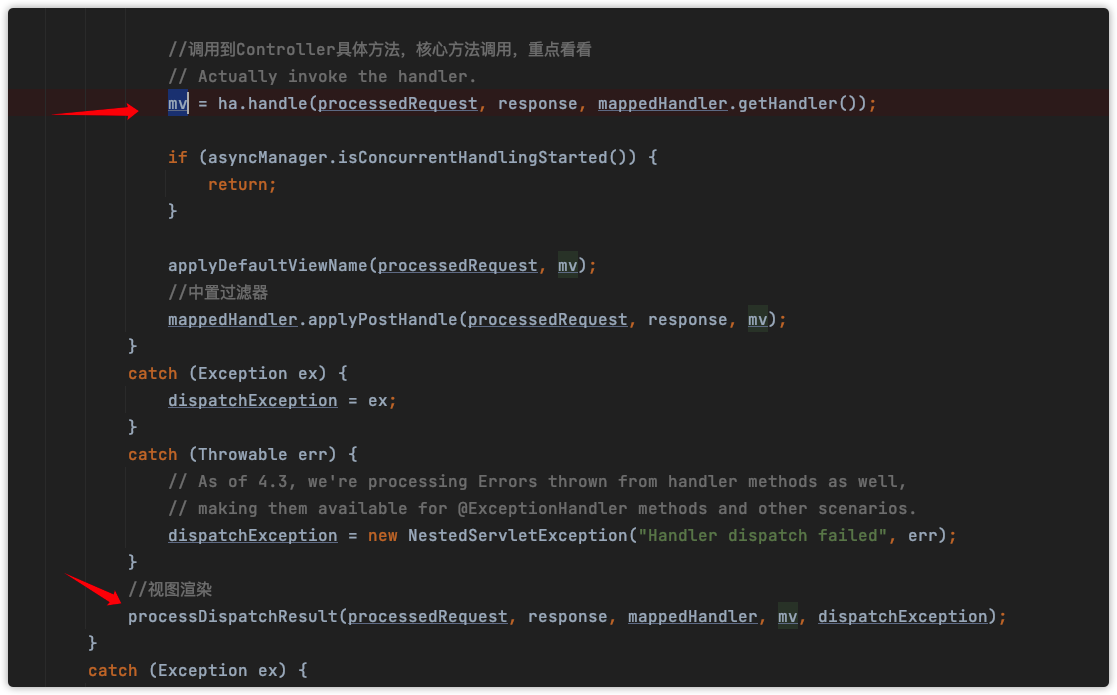 //调用到Controller具体方法，核心方法调用，重点看看
// Actually invoke the handler.
mv = ha.handle(processedRequest, response, mappedHandler.getHandler());
if (asyncManager.isConcurrentHandlingStarted()) {
return;
}
applyDefaultViewName(processedRequest, mv);
//中置过滤器
mappedHandler.applyPostHandle(processedRequest, response, mv);
}
catch (Exception ex) {
dispatchException = ex;
}
catch (Throwable err) {
// As of 4.3, we're processing Errors thrown from handler methods as well,
// making them available for @ExceptionHandler methods and other scenarios.
dispatchException = new NestedServletException("Handler dispatch failed", err);
}
//视图渲染
processDispatchResult(processedRequest, response, mappedHandler, mv, dispatchException);
}
catch (Exception ex) {